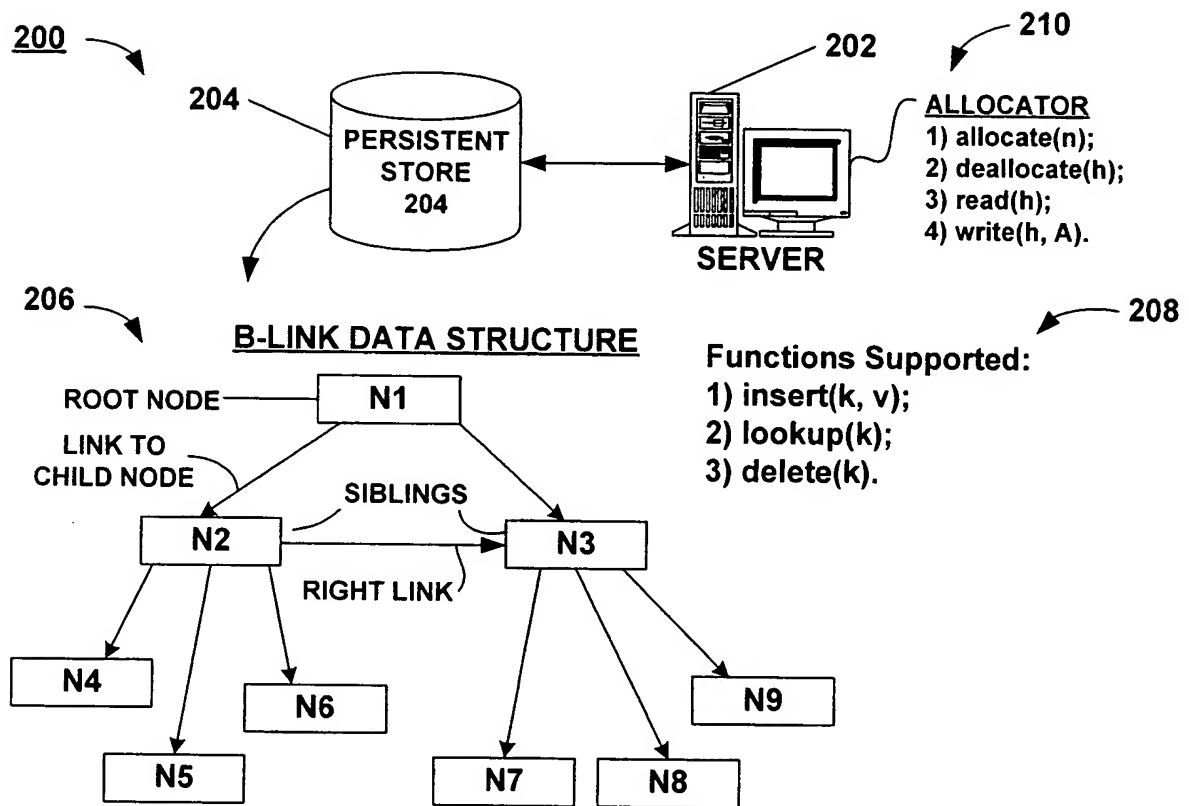 200
204
PERSISTENT
STORE
204
202
SERVER
210
ALLOCATOR
1) allocate(n);
2) deallocate(h);
3) read(h);
4) write(h, A).
206
B-LINK DATA STRUCTURE
208
Functions Supported:
1) insert(k, v);
2) lookup(k);
3) delete(k).
ROOT NODE
N1
LINK TO
CHILD NODE
SIBLINGS
N2
N3
RIGHT LINK
N4
N6
N9
N5
N7
N8